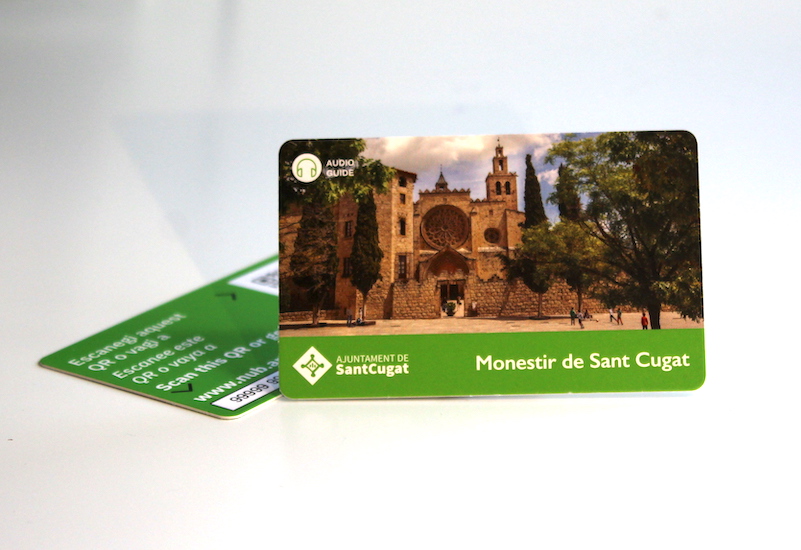 AUDIO
GUIDE
AJUNTAMENT DE
SantCugat
Monestir de Sant Cugat
Escanegi aquest
QR o vagi a
Escanee este
QR o vaya a
Scan this QR or
99999